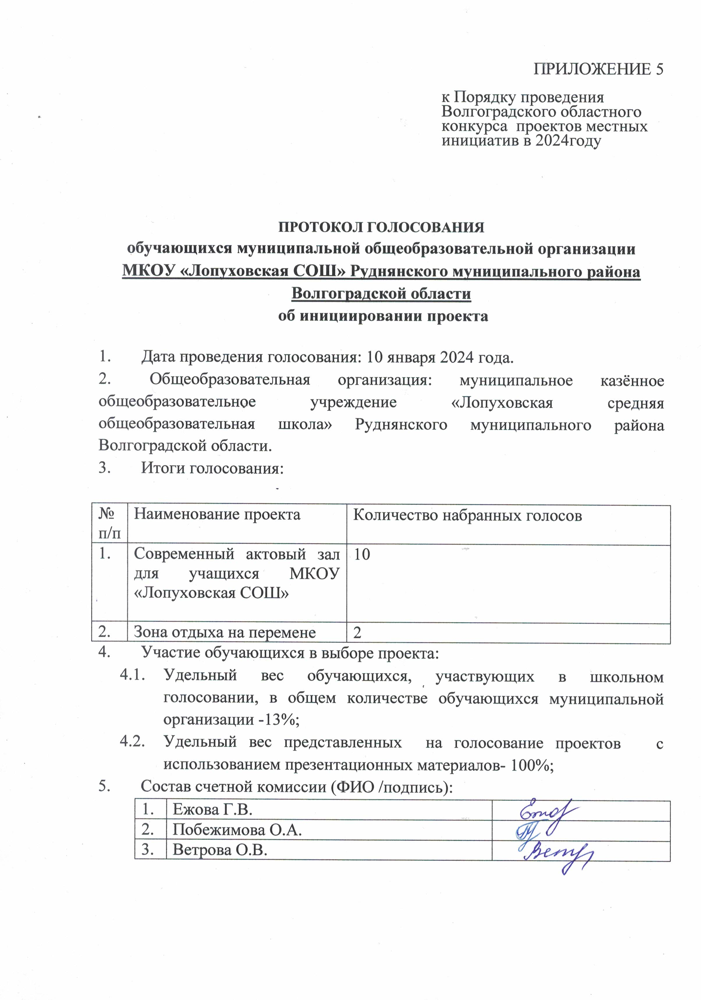 ПРИЛОЖЕНИЕ 5
к Порядку проведения
Волгоградского областного
конкурса проектов местных
инициатив в 2024году
ПРОТОКОЛ ГОЛОСОВАНИЯ
обучающихся муниципальной общеобразовательной организации
МКОУ «Лопуховская СОШ» Руднянского муниципального района
Волгоградской области
об инициировании проекта
1. Дата проведения голосования: 10 января 2024 года.
2. Общеобразовательная организация: муниципальное казённое
общеобразовательное учреждение «Лопуховская средняя
общеобразовательная школа» Руднянского муниципального района
Волгоградской области.
3. Итоги голосования:
№ Наименование проекта Количество набранных голосов
п/п
1. Современный актовый зал 10
для учащихся МКОУ
«Лопуховская СОШ»
2. Зона отдыха на перемене 2
4. Участие обучающихся в выборе проекта:
4.1. Удельный вес обучающихся, участвующих в школьном
голосовании, в общем количестве обучающихся муниципальной
организации -13%;
4.2. Удельный вес представленных на голосование проектов с
использованием презентационных материалов- 100%;
5. Состав счетной комиссии (ФИО /подпись):
1. Ежова Г.В.
2. Побежимова О.А.
3. Ветрова О.В.